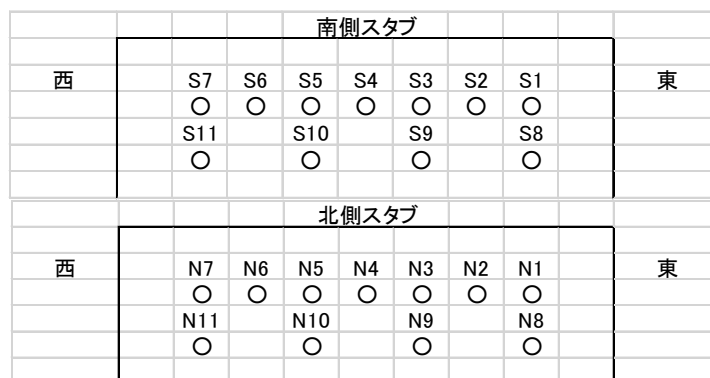 南側スタブ
西 S7 S6 S5 S4 S3 S2 S1 東
○ ○ ○ ○ ○ ○ ○
S11 S10 S9 S8
○ ○ ○ ○
北側スタブ
西 N7 N6 N5 N4 N3 N2 N1 東
○ ○ ○ ○ ○ ○ ○
N11 N10 N9 N8
○ ○ ○ ○